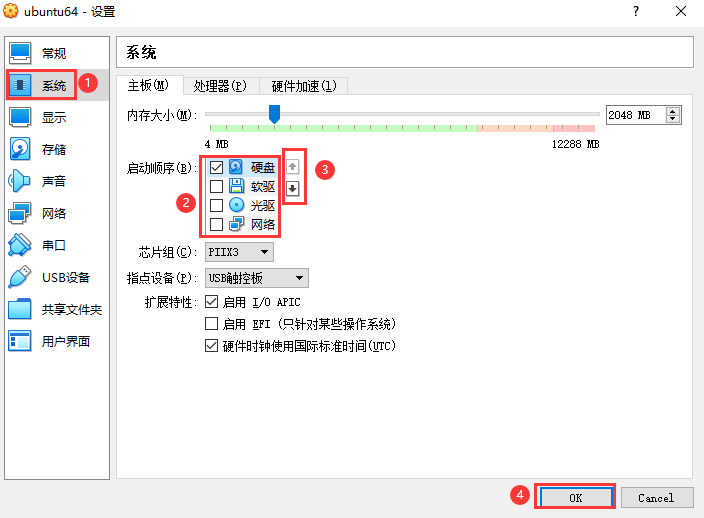 ubuntu64 - 设置
常规
系统
1
显示
存储
声音
网络
串口
USB设备
共享文件夹
用户界面
系统
主板(M) 处理器(P) 硬件加速(l)
内存大小(M): 2048 MB
4 MB 12288 MB
启动顺序(B): 硬盘
软驱
光驱
网络
2
3
芯片组(C): PIIX3
指点设备(P): USB触控板
扩展特性: 启用 I/O APIC
启用 EFI (只针对某些操作系统)
硬件时钟使用国际标准时间(UTC)
4
OK Cancel